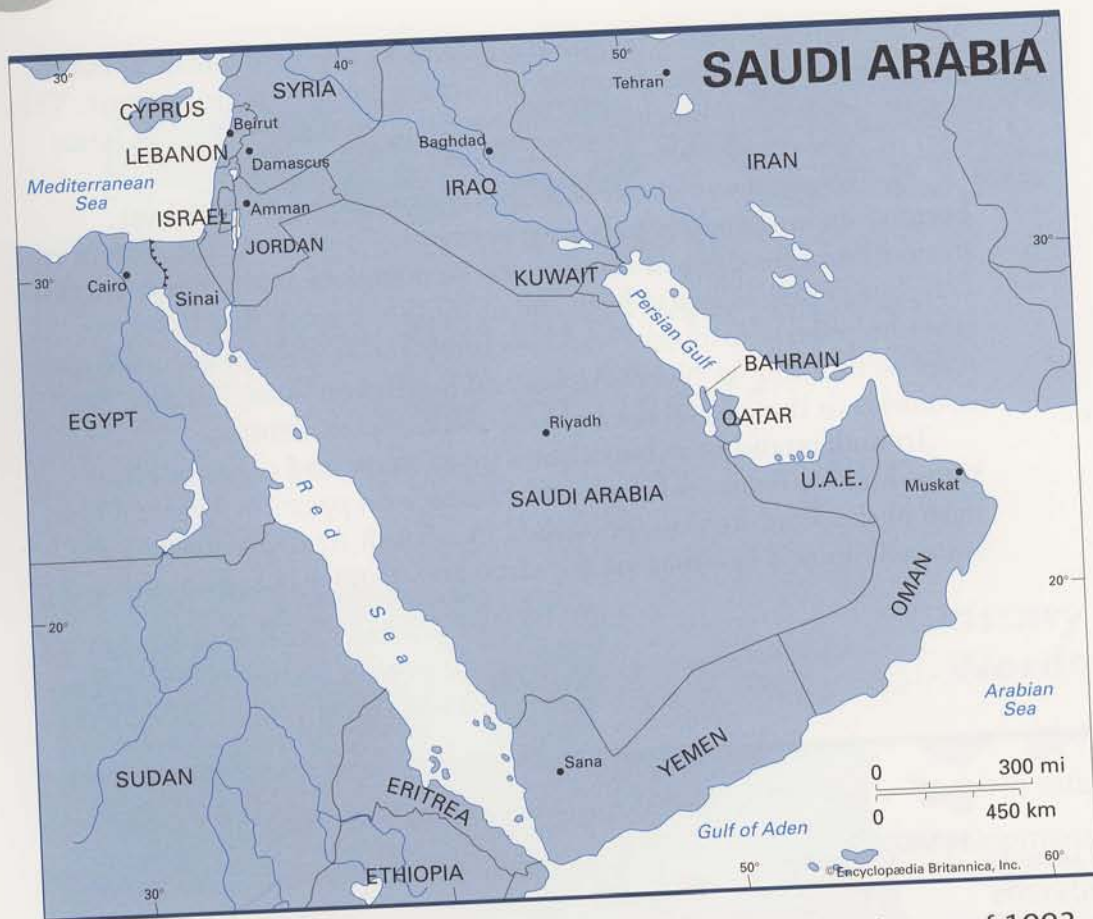 SAUDI ARABIA
30°
40°
50°
60°
CYPRUS
SYRIA
Tehran
Beirut
LEBANON
Damascus
Baghdad
IRAN
Mediterranean
Sea
IRAQ
ISRAEL
Amman
JORDAN
30°
30°
Cairo
Sinai
KUWAIT
Persian Gulf
BAHRAIN
EGYPT
Riyadh
QATAR
SAUDI ARABIA
U.A.E.
Muskat
Red
Sea
OMAN
20°
20°
Arabian
Sea
SUDAN
Sana
YEMEN
0 300 mi
0 450 km
ERITREA
Gulf of Aden
ETHIOPIA
30°
50°
60°
©Encyclopædia Britannica, Inc.
of 1993